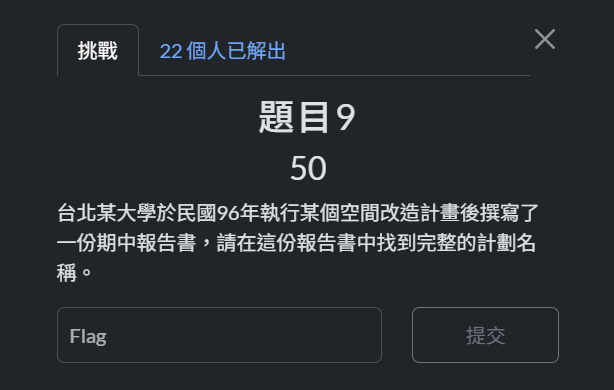 挑戰
22 個人已解出
題目9
50
台北某大學於民國96年執行某個空間改造計畫後撰寫了
一份期中報告書，請在這份報告書中找到完整的計劃名
稱。
Flag
提交